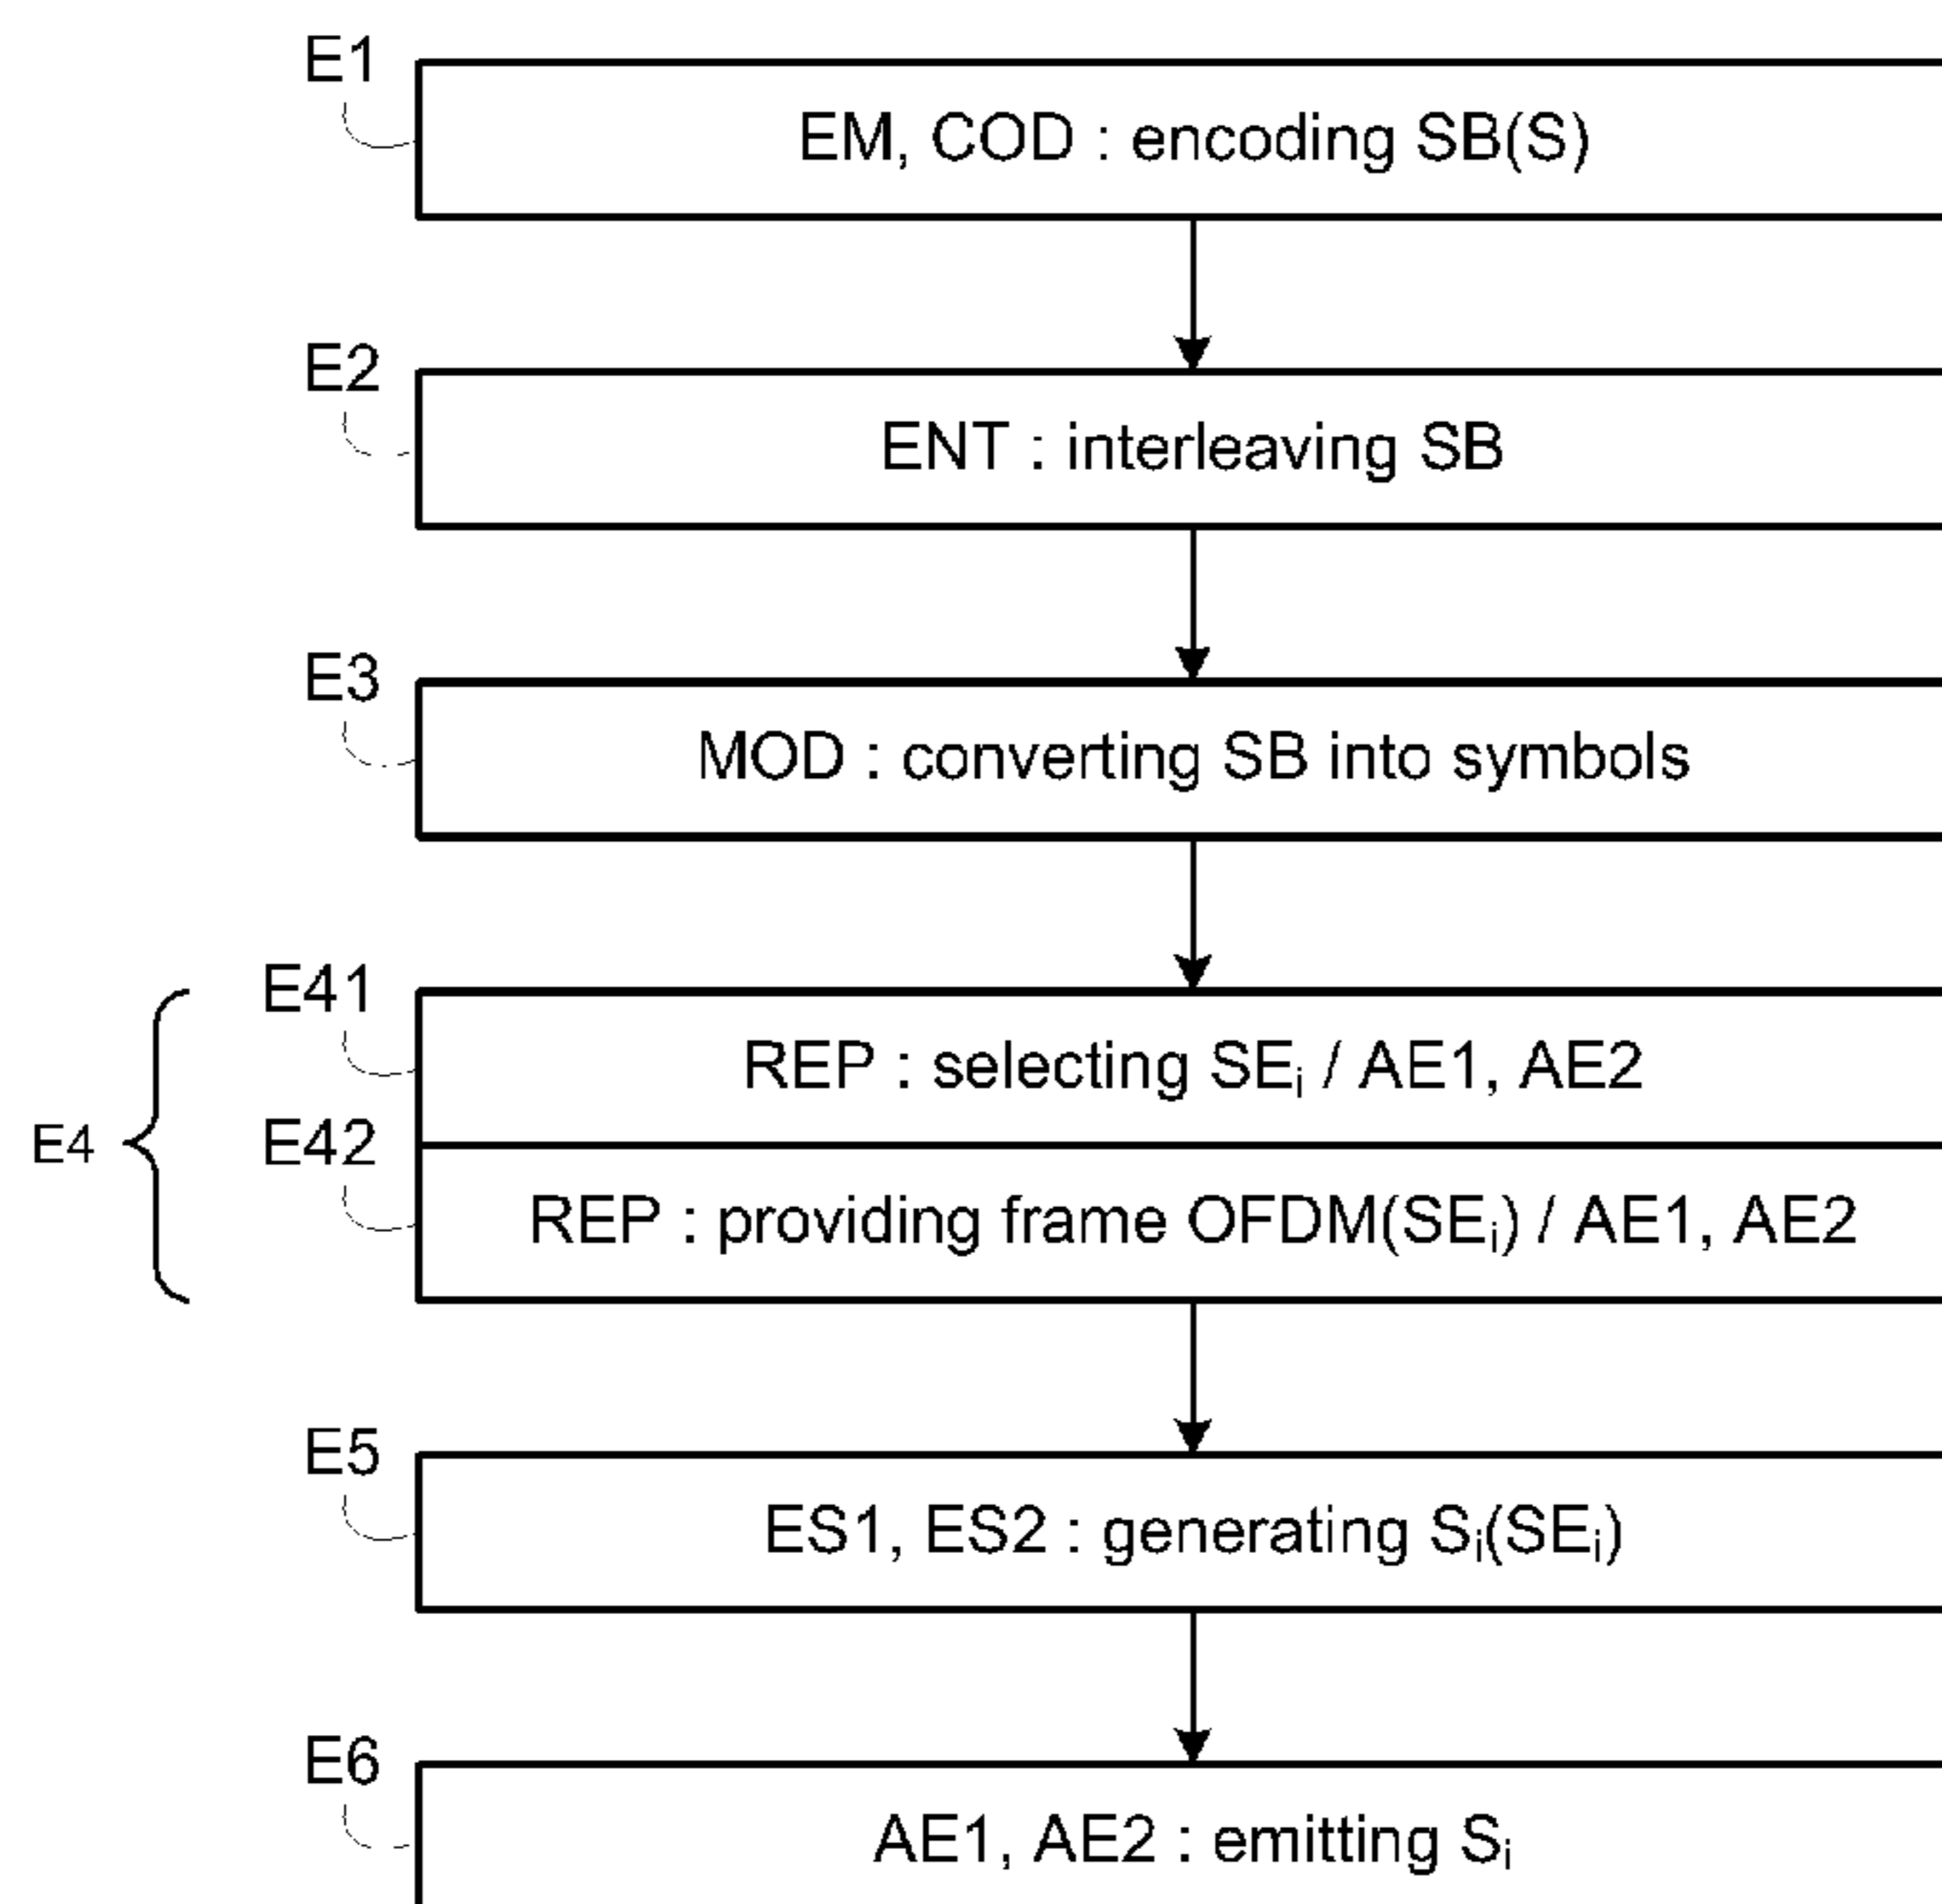 E1
EM, COD : encoding SB(S)
E2
ENT : interleaving SB
E3
MOD : converting SB into symbols
E4
E41
REP : selecting SEi / AE1, AE2
E42
REP : providing frame OFDM(SEi) / AE1, AE2
E5
ES1, ES2 : generating Si(SEi)
E6
AE1, AE2 : emitting Si